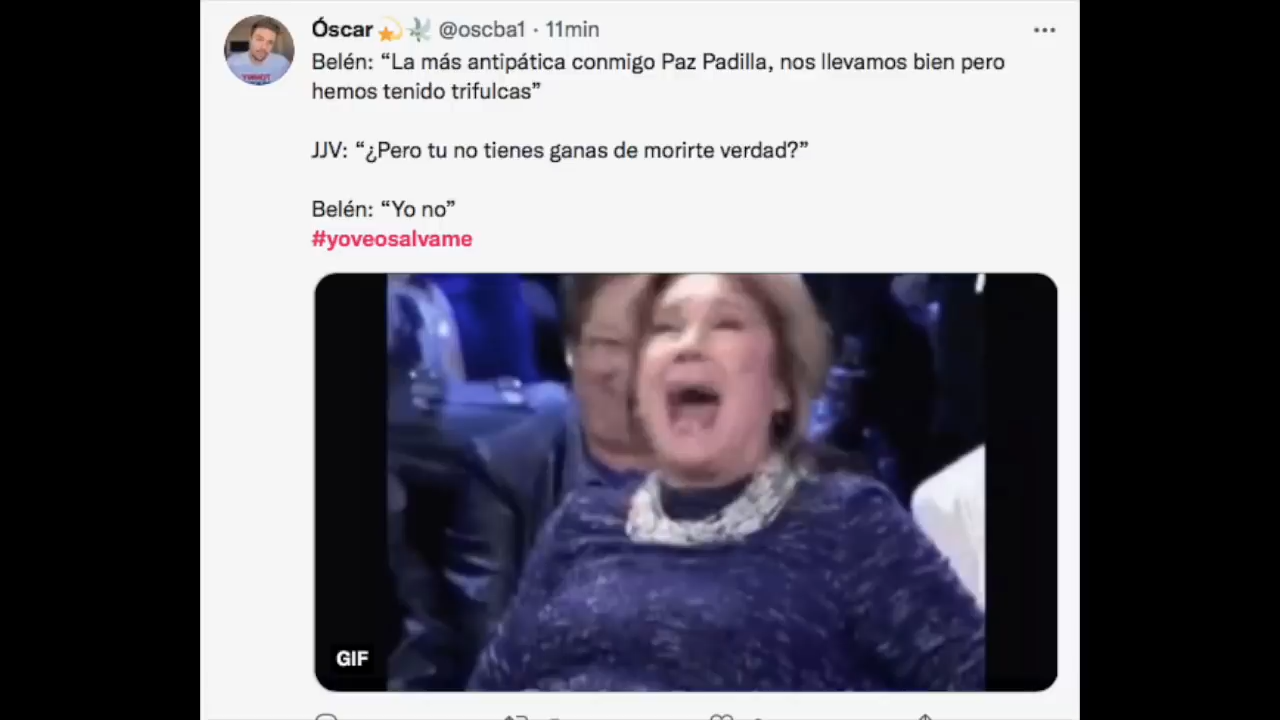 Óscar 💫🕊 @oscba1 · 11min
Belén: “La más antipática conmigo Paz Padilla, nos llevamos bien pero
hemos tenido trifulcas”
JJV: “¿Pero tu no tienes ganas de morirte verdad?”
Belén: “Yo no”
#yoveosalvame
GIF